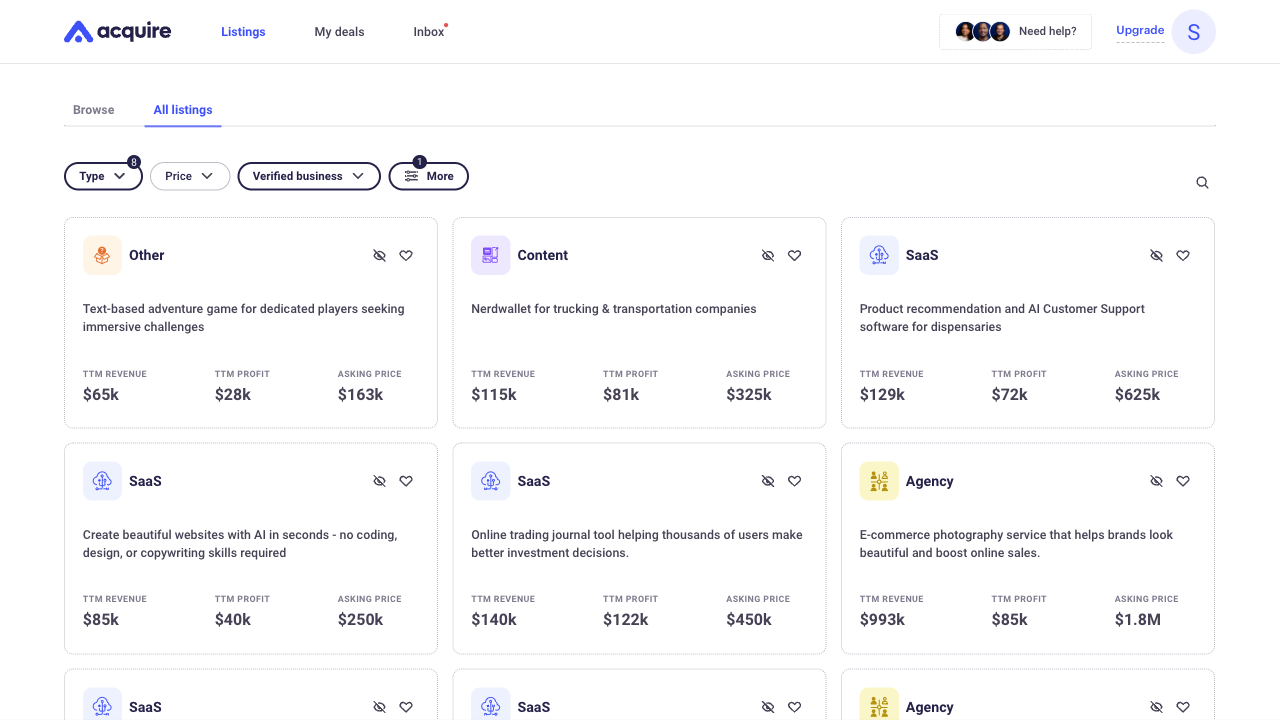 acquire
Listings
My deals
Inbox
Need help?
Upgrade
S
Browse
All listings
Type
8
Price
Verified business
1
More
Other
Text-based adventure game for dedicated players seeking
immersive challenges
TTM REVENUE
TTM PROFIT
ASKING PRICE
$65k
$28k
$163k
Content
Nerdwallet for trucking & transportation companies
TTM REVENUE
TTM PROFIT
ASKING PRICE
$115k
$81k
$325k
SaaS
Product recommendation and AI Customer Support
software for dispensaries
TTM REVENUE
TTM PROFIT
ASKING PRICE
$129k
$72k
$625k
SaaS
Create beautiful websites with AI in seconds - no coding,
design, or copywriting skills required
TTM REVENUE
TTM PROFIT
ASKING PRICE
$85k
$40k
$250k
SaaS
Online trading journal tool helping thousands of users make
better investment decisions.
TTM REVENUE
TTM PROFIT
ASKING PRICE
$140k
$122k
$450k
Agency
E-commerce photography service that helps brands look
beautiful and boost online sales.
TTM REVENUE
TTM PROFIT
ASKING PRICE
$993k
$85k
$1.8M
SaaS
SaaS
Agency